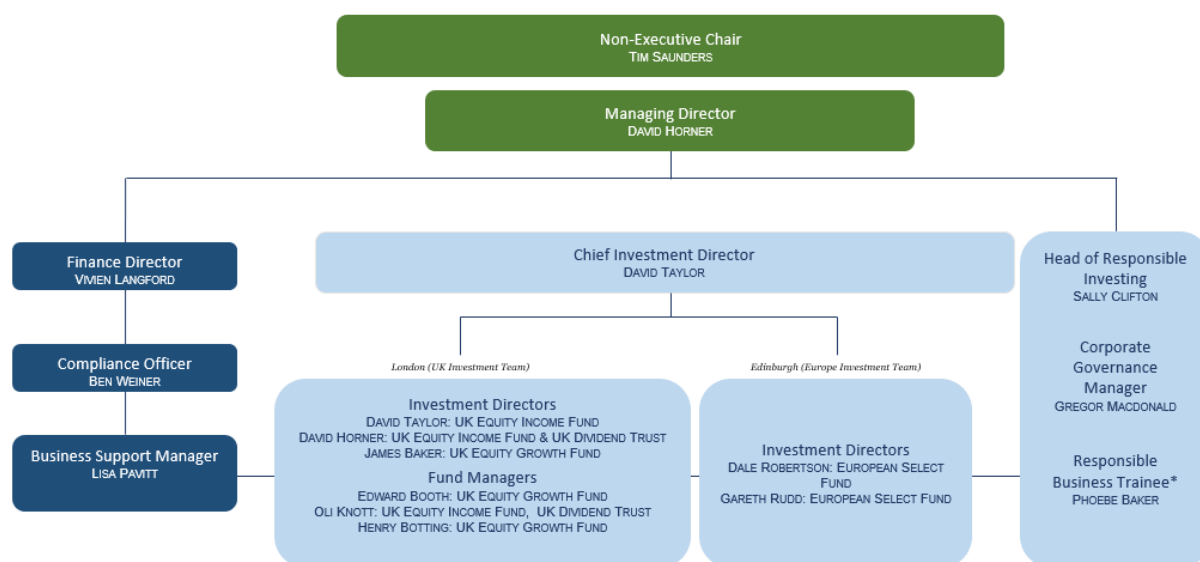 Non-Executive Chair
TIM SAUNDERS
Managing Director
DAVID HORNER
Finance Director
VIVIEN LANGFORD
Compliance Officer
BEN WEINER
Business Support Manager
LISA PAVITT
Chief Investment Director
DAVID TAYLOR
London (UK Investment Team)
Investment Directors
DAVID TAYLOR: UK EQUITY INCOME FUND
DAVID HORNER: UK EQUITY INCOME FUND & UK DIVIDEND TRUST
JAMES BAKER: UK EQUITY GROWTH FUND
Fund Managers
EDWARD BOOTH: UK EQUITY GROWTH FUND
OLI KNOTT: UK EQUITY INCOME FUND, UK DIVIDEND TRUST
HENRY BOTTING: UK EQUITY GROWTH FUND
Edinburgh (Europe Investment Team)
Investment Directors
DALE ROBERTSON: EUROPEAN SELECT
FUND
GARETH RUDD: EUROPEAN SELECT FUND
Head of Responsible
Investing
SALLY CLIFTON
Corporate
Governance
Manager
GREGOR MACDONALD
Responsible
Business Trainee*
PHOEBE BAKER